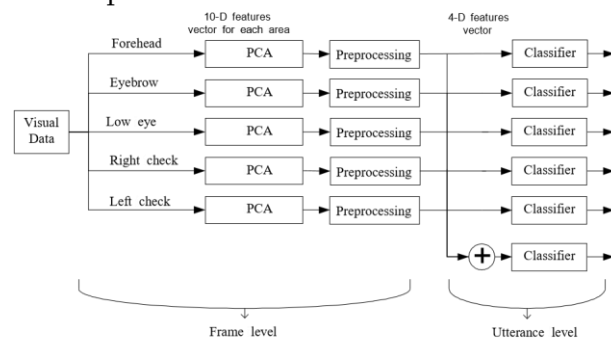 10-D features
vector for each area
4-D features
vector
Forehead
PCA
Preprocessing
Classifier
Eyebrow
PCA
Preprocessing
Classifier
Visual
Data
Low eye
PCA
Preprocessing
Classifier
Right check
PCA
Preprocessing
Classifier
Left check
PCA
Preprocessing
Classifier
+
Classifier
Frame level
Utterance level